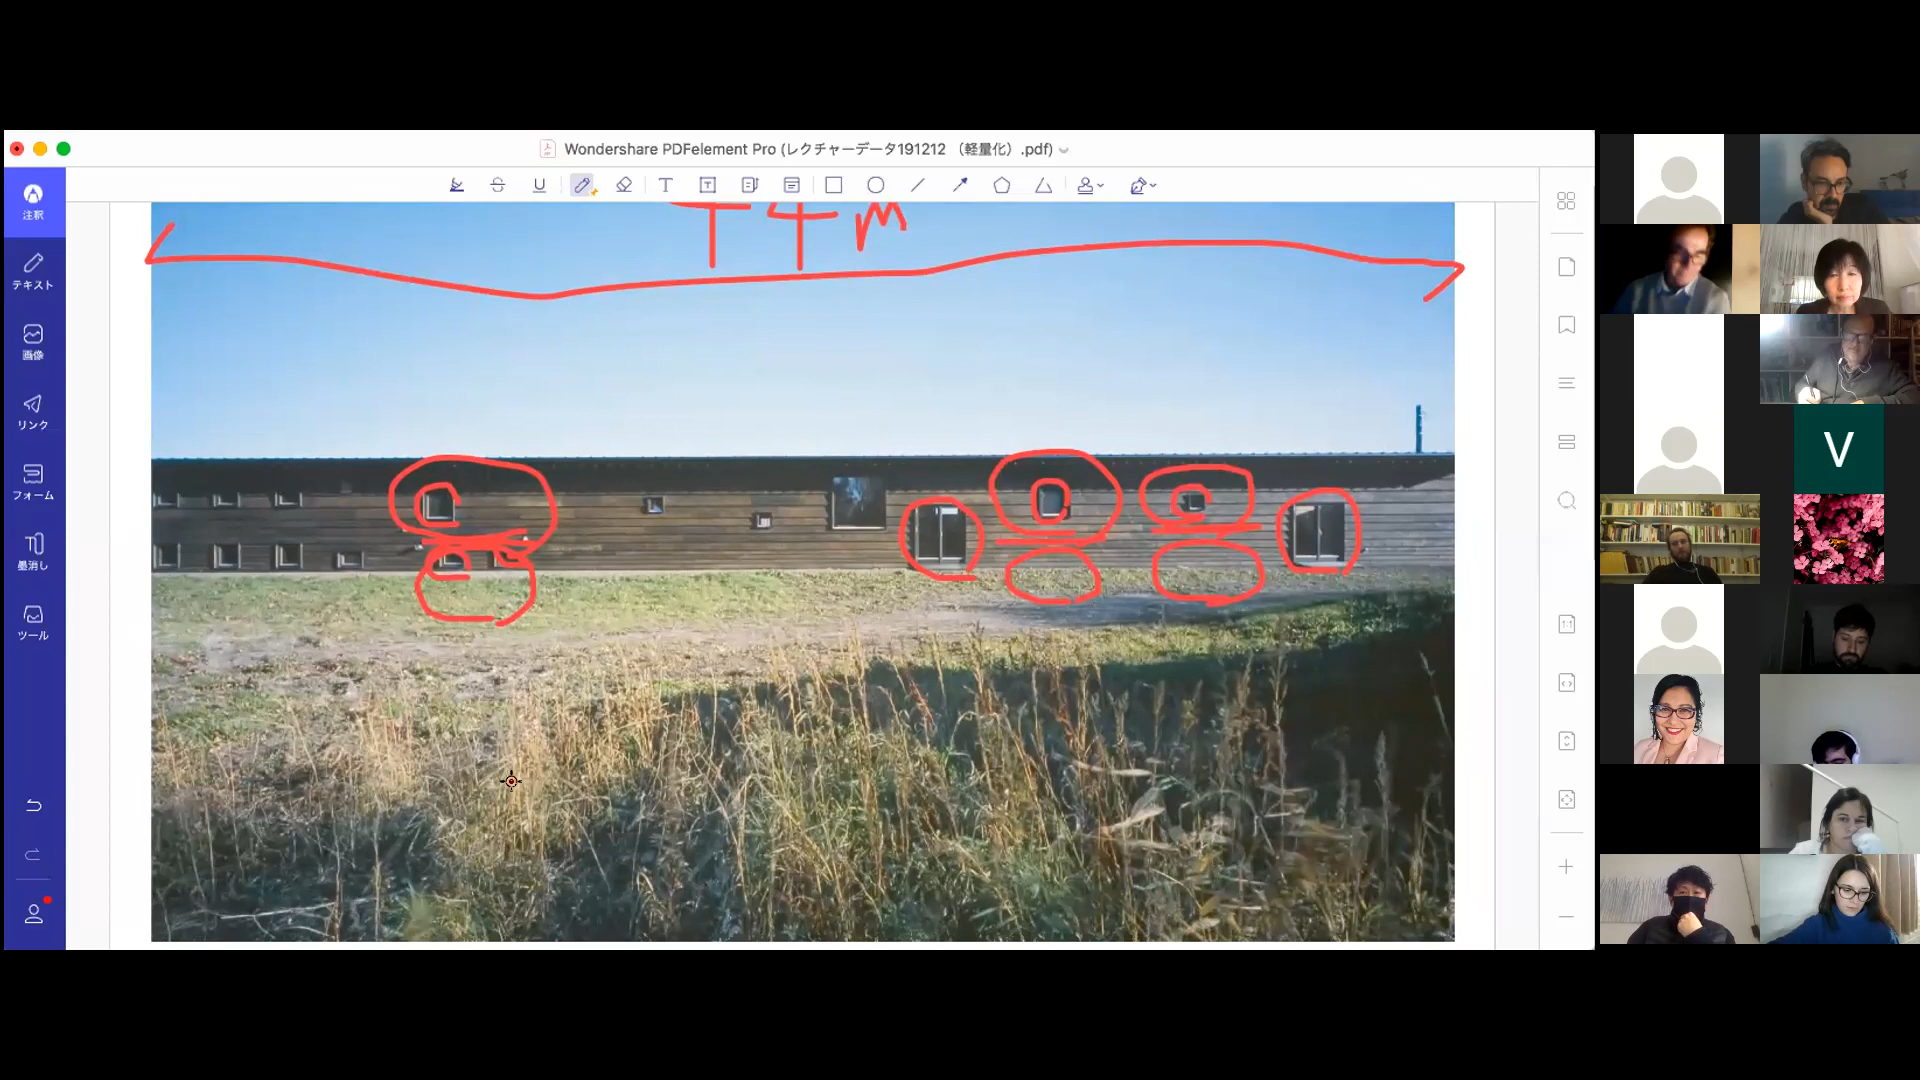 Wondershare PDFelement Pro (レクチャーデータ191212 （軽量化）.pdf)
注釈
テキスト
画像
リンク
フォーム
墨消し
ツール
44m
V